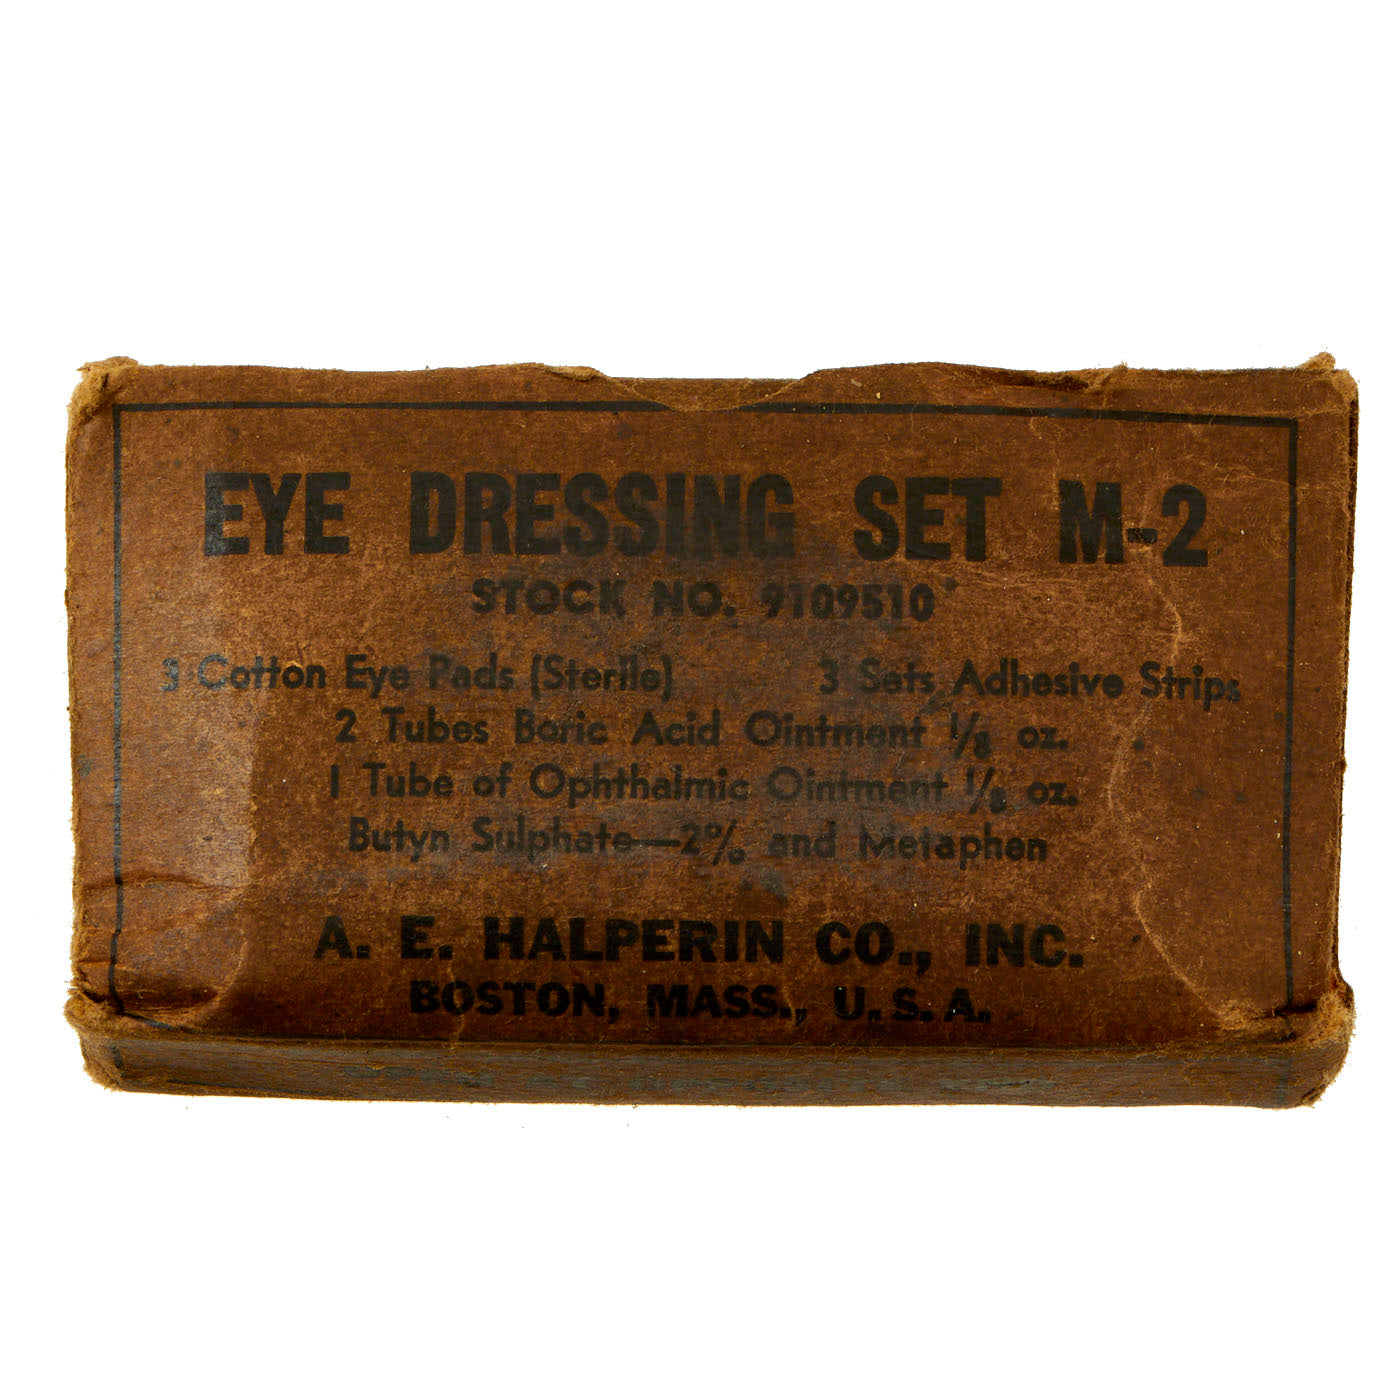 EYE DRESSING SET M-2
STOCK NO. 9109510
3 Cotton Eye Pads (Sterile) 3 Sets Adhesive Strips
2 Tubes Boric Acid Ointment 1/8 oz.
1 Tube of Ophthalmic Ointment 1/8 oz.
Butyn Sulphate—2% and Metaphen
A. E. HALPERIN CO., INC.
BOSTON, MASS., U.S.A.